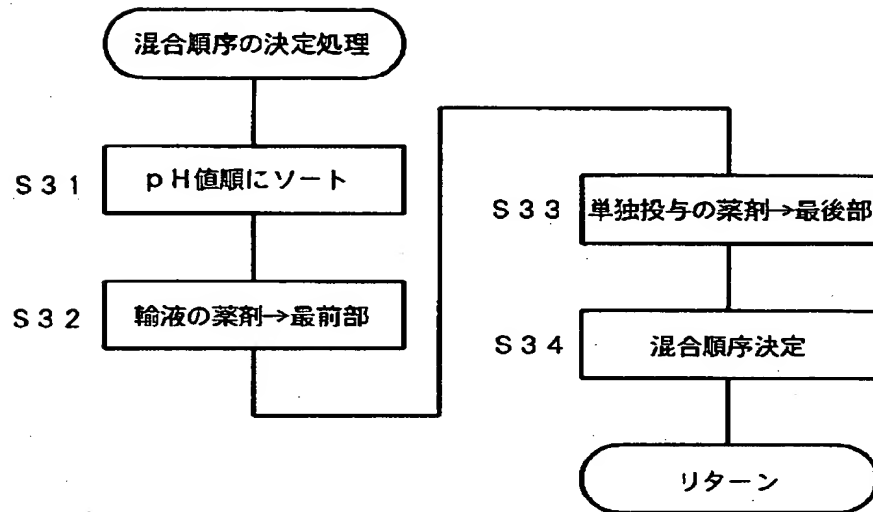 混合順序の決定処理
S31 pH値順にソート
S32 輸液の薬剤→最前部
S33 単独投与の薬剤→最後部
S34 混合順序決定
リターン